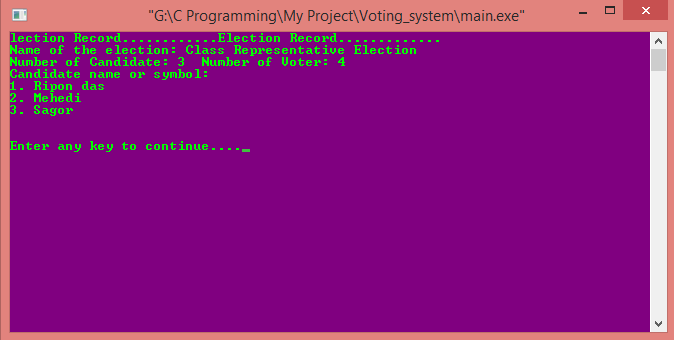 "G:\C Programming\My Project\Voting_system\main.exe"
lection Record............Election Record.............
Name of the election: Class Representative Election
Number of Candidate: 3  Number of Voter: 4
Candidate name or symbol:
1. Ripon das
2. Mehedi
3. Sagor
Enter any key to continue...._